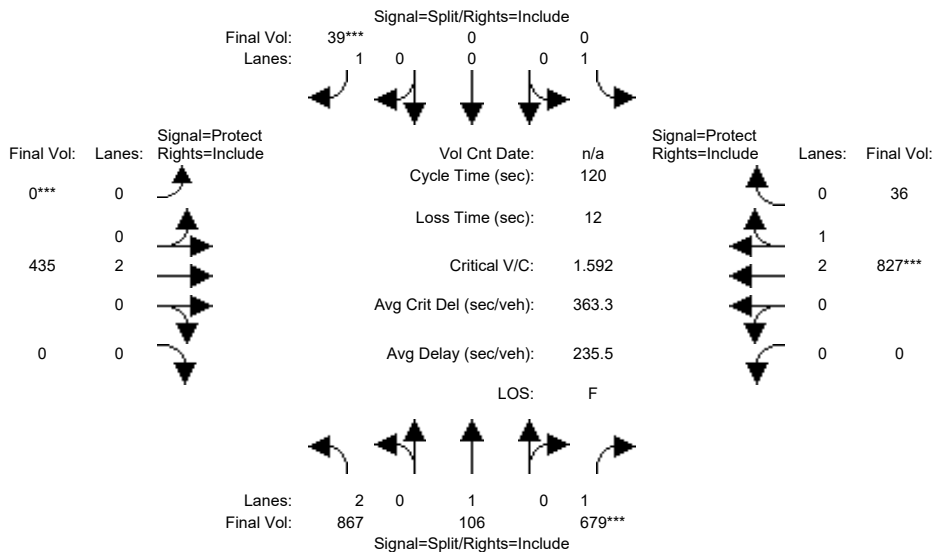 Signal=Split/Rights=Include
Final Vol: 39*** 0 0
Lanes: 1 0 0 0 1
Signal=Protect Signal=Protect
Final Vol: Lanes: Rights=Include Vol Cnt Date: n/a Rights=Include Lanes: Final Vol:
Cycle Time (sec): 120
0*** 0 0 36
Loss Time (sec): 12
0 1
435 2 Critical V/C: 1.592 2 827***
0 Avg Crit Del (sec/veh): 363.3 0
0 0 Avg Delay (sec/veh): 235.5 0 0
LOS: F
Lanes: 2 0 1 0 1
Final Vol: 867 106 679***
Signal=Split/Rights=Include